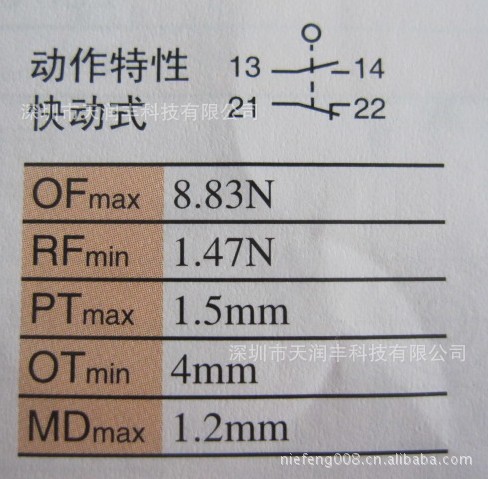 动作特性 13 14
深圳市天润丰科技有限公司
快动式 21 22
OFmax 8.83N
RFmin 1.47N
PTmax 1.5mm
深圳市天润丰科技有限公司
OTmin 4mm
MDmax 1.2mm
niefeng008.cn.alibaba.com